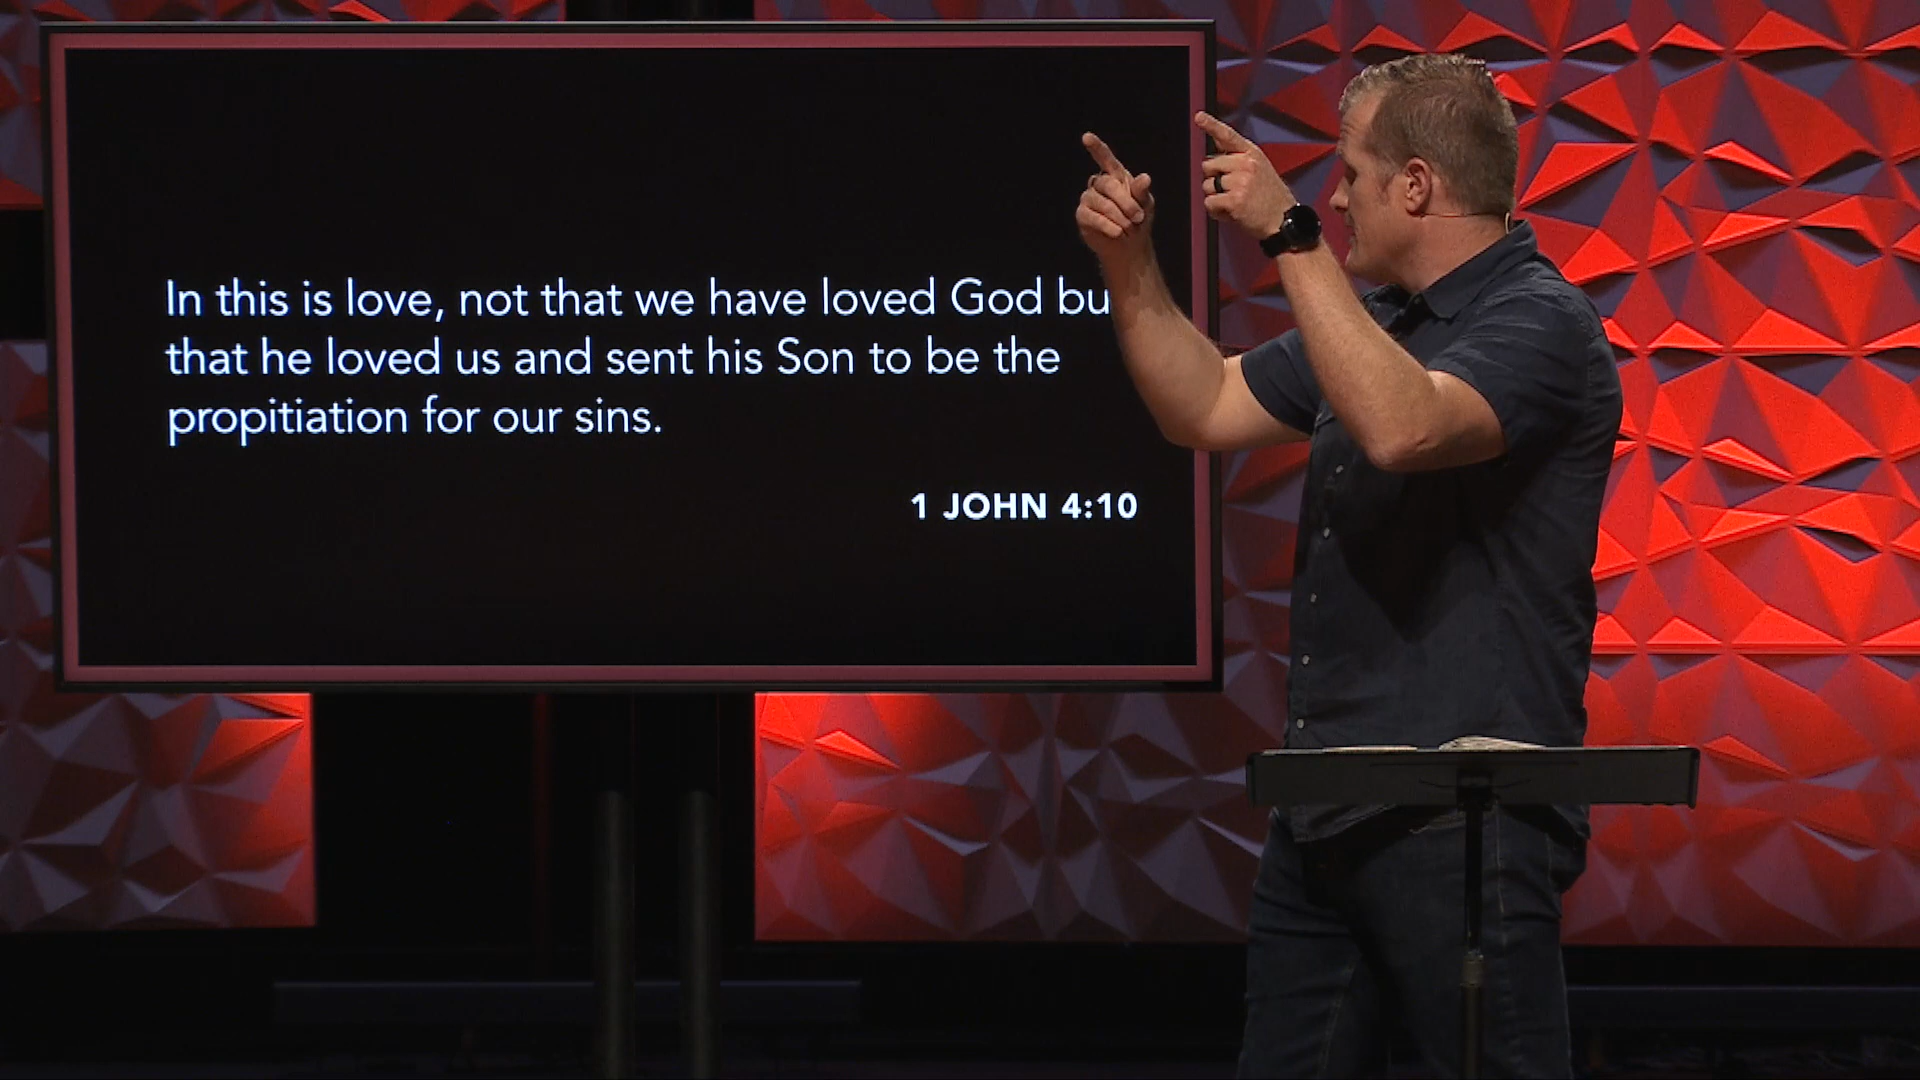 In this is love, not that we have loved God bu
that he loved us and sent his Son to be the
propitiation for our sins.
1 JOHN 4:10